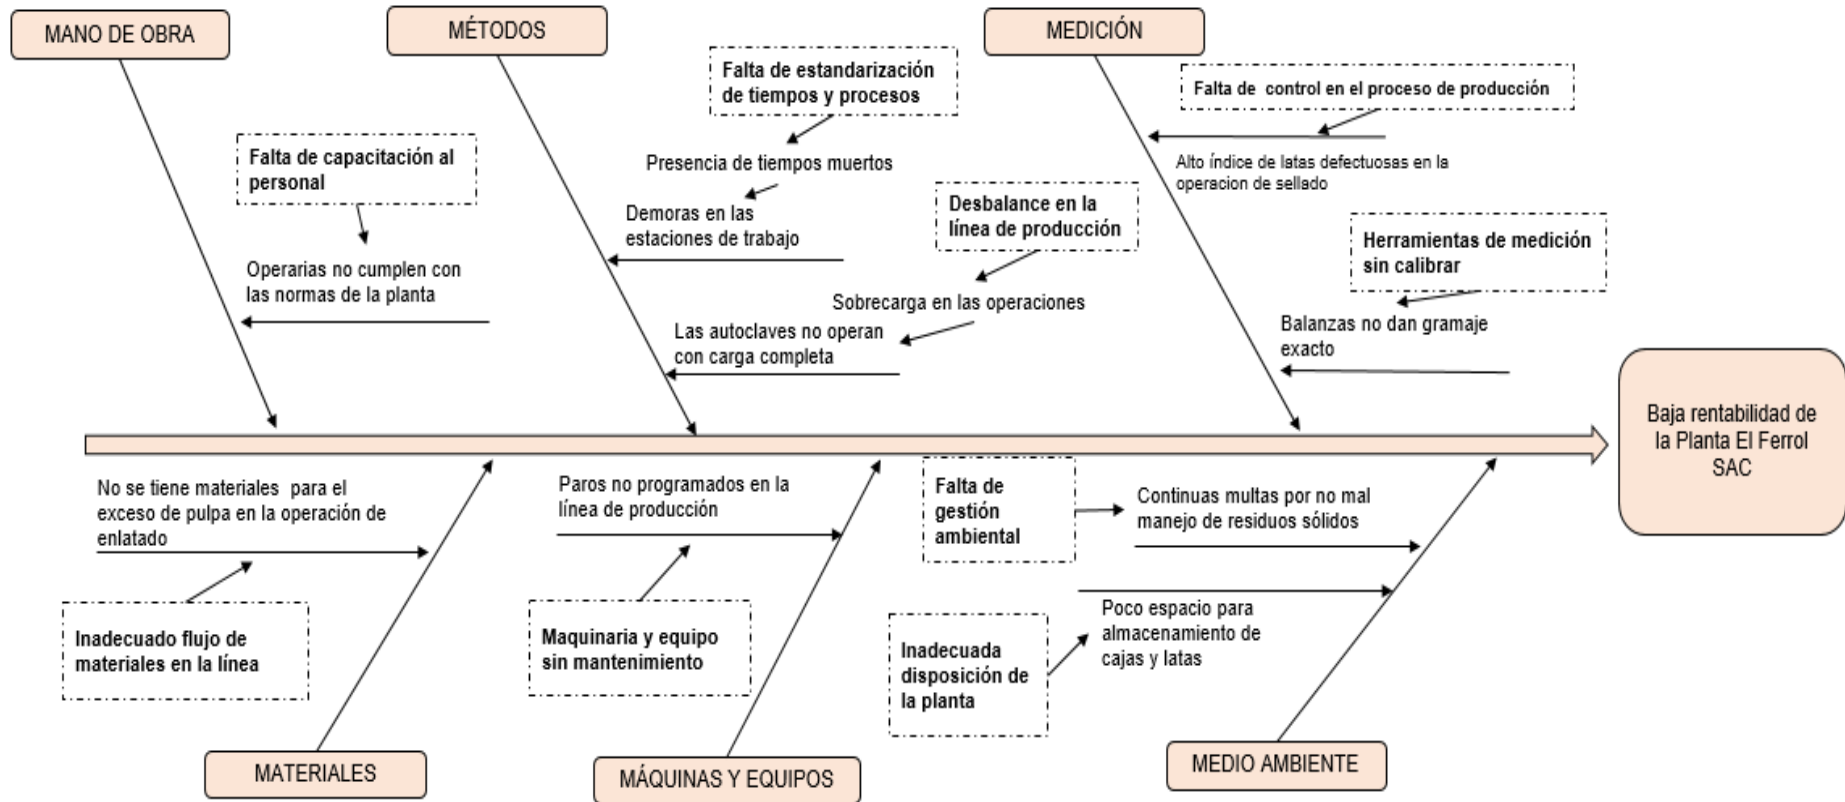 MANO DE OBRA
MÉTODOS
MEDICIÓN
Falta de capacitación al
personal
Operarias no cumplen con
las normas de la planta
Falta de estandarización
de tiempos y procesos
Presencia de tiempos muertos
Demoras en las
estaciones de trabajo
Desbalance en la
línea de producción
Sobrecarga en las operaciones
Las autoclaves no operan
con carga completa
Falta de control en el proceso de producción
Alto índice de latas defectuosas en la
operacion de sellado
Herramientas de medición
sin calibrar
Balanzas no dan gramaje
exacto
Baja rentabilidad de
la Planta El Ferrol
SAC
No se tiene materiales para el
exceso de pulpa en la operación de
enlatado
Inadecuado flujo de
materiales en la línea
Paros no programados en la
línea de producción
Maquinaria y equipo
sin mantenimiento
Falta de
gestión
ambiental
Continuas multas por no mal
manejo de residuos sólidos
Inadecuada
disposición de
la planta
Poco espacio para
almacenamiento de
cajas y latas
MATERIALES
MÁQUINAS Y EQUIPOS
MEDIO AMBIENTE